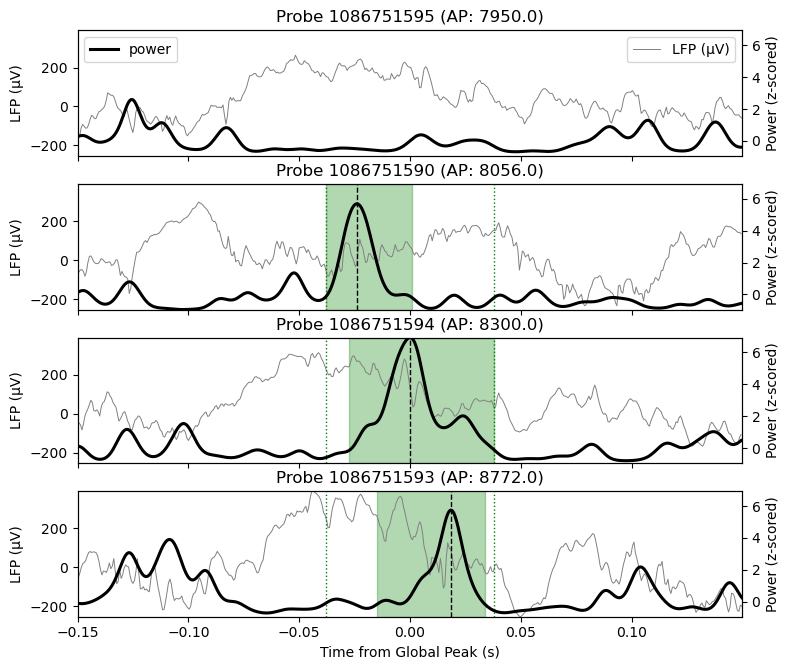 Probe 1086751595 (AP: 7950.0)
power
LFP (μV)
LFP (μV)
200
0
−200
6
4
2
0
Power (z-scored)
Probe 1086751590 (AP: 8056.0)
LFP (μV)
200
0
−200
6
4
2
0
Power (z-scored)
Probe 1086751594 (AP: 8300.0)
LFP (μV)
200
0
−200
6
4
2
0
Power (z-scored)
Probe 1086751593 (AP: 8772.0)
LFP (μV)
200
0
−200
6
4
2
0
Power (z-scored)
−0.15 −0.10 −0.05 0.00 0.05 0.10
Time from Global Peak (s)